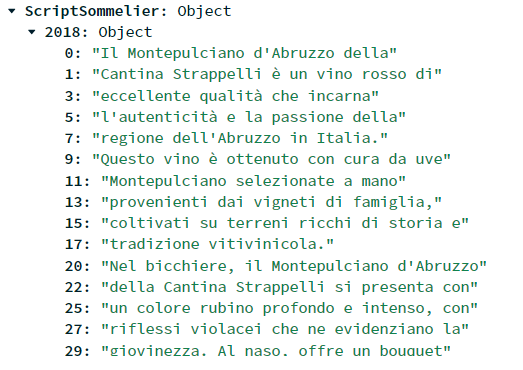 ScriptSommelier: Object
2018: Object
0: "Il Montepulciano d'Abruzzo della"
1: "Cantina Strappelli è un vino rosso di"
3: "eccellente qualità che incarna"
5: "l'autenticità e la passione della"
7: "regione dell'Abruzzo in Italia."
9: "Questo vino è ottenuto con cura da uve"
11: "Montepulciano selezionate a mano"
13: "provenienti dai vigneti di famiglia,"
15: "coltivati su terreni ricchi di storia e"
17: "tradizione vitivinicola."
20: "Nel bicchiere, il Montepulciano d'Abruzzo"
22: "della Cantina Strappelli si presenta con"
25: "un colore rubino profondo e intenso, con"
27: "riflessi violacei che ne evidenziano la"
29: "giovinezza. Al naso, offre un bouquet"